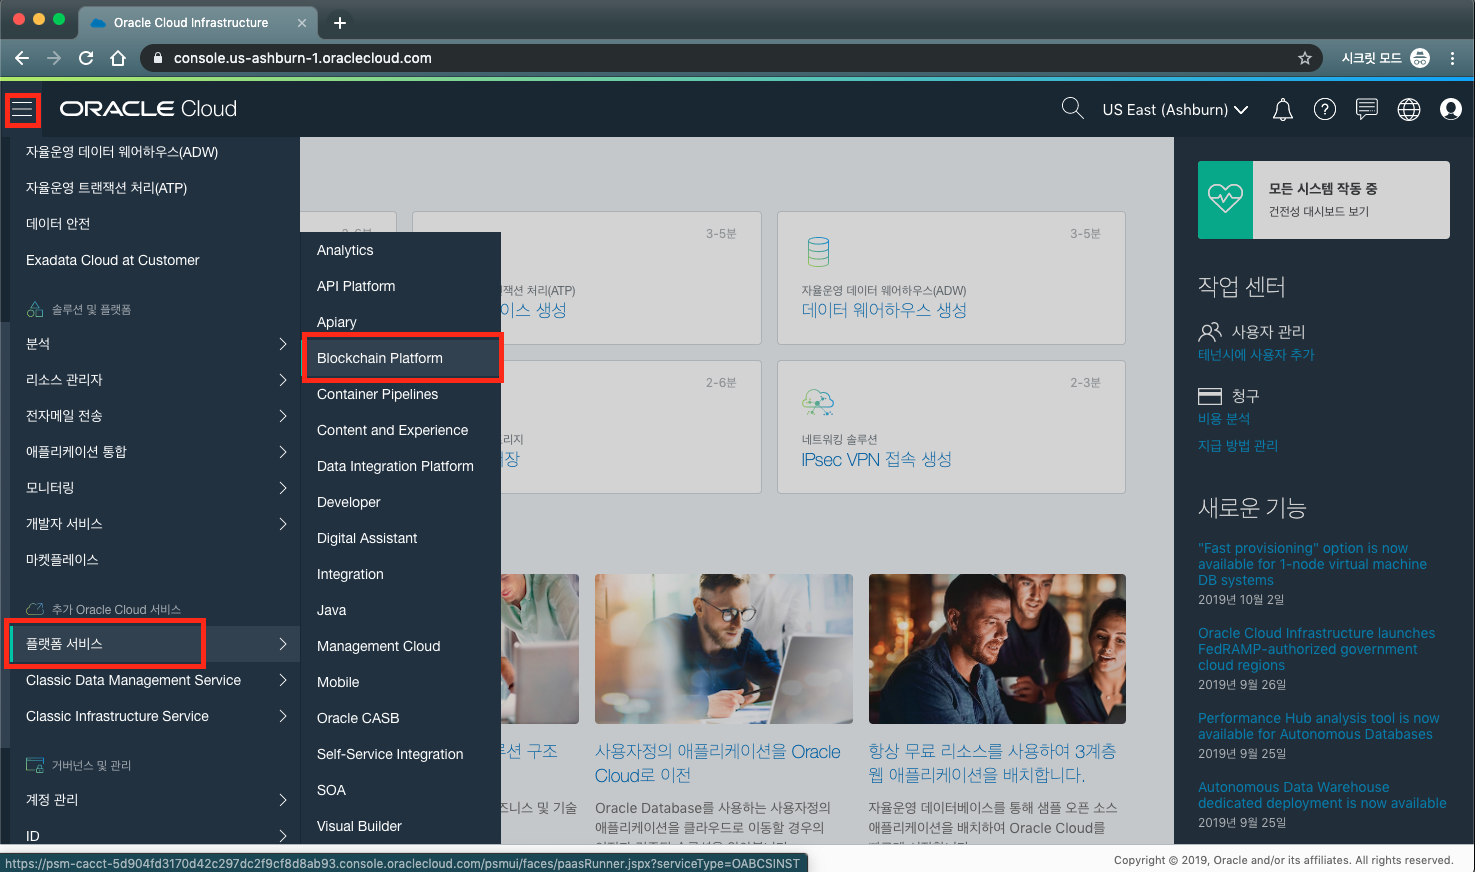 Oracle Cloud Infrastructure
console.us-ashburn-1.oraclecloud.com
시크릿 모드
ORACLE Cloud
US East (Ashburn)
자율운영 데이터 웨어하우스(ADW)
자율운영 트랜잭션 처리(ATP)
데이터 안전
Exadata Cloud at Customer
솔루션 및 플랫폼
분석
리소스 관리자
전자메일 전송
애플리케이션 통합
모니터링
개발자 서비스
마켓플레이스
추가 Oracle Cloud 서비스
플랫폼 서비스
Classic Data Management Service
Classic Infrastructure Service
거버넌스 및 관리
계정 관리
ID
Analytics
API Platform
Apiary
Blockchain Platform
Container Pipelines
Content and Experience
Data Integration Platform
Developer
Digital Assistant
Integration
Java
Management Cloud
Mobile
Oracle CASB
Self-Service Integration
SOA
Visual Builder
3-5분
잭션 처리(ATP)
이스 생성
3-5분
자율운영 데이터 웨어하우스(ADW)
데이터 웨어하우스 생성
2-6분
리지
장
2-3분
네트워킹 솔루션
IPsec VPN 접속 생성
션 구조
즈니스 및 기술
사용자정의 애플리케이션을 Oracle
Cloud로 이전
Oracle Database를 사용하는 사용자정의
애플리케이션을 클라우드로 이동할 경우의
항상 무료 리소스를 사용하여 3계층
웹 애플리케이션을 배치합니다.
자율운영 데이터베이스를 통해 샘플 오픈 소스
애플리케이션을 배치하여 Oracle Cloud를
모든 시스템 작동 중
건전성 대시보드 보기
작업 센터
사용자 관리
테넌시에 사용자 추가
청구
비용 분석
지급 방법 관리
새로운 기능
"Fast provisioning" option is now
available for 1-node virtual machine
DB systems
2019년 10월 2일
Oracle Cloud Infrastructure launches
FedRAMP-authorized government
cloud regions
2019년 9월 26일
Performance Hub analysis tool is now
available for Autonomous Databases
2019년 9월 25일
Autonomous Data Warehouse
dedicated deployment is now available
2019년 9월 25일
https://psm-cacct-5d904fd3170d42c297dc2f9cf8d8ab93.console.oraclecloud.com/psmui/faces/paasRunner.jspx?serviceType=OABCSINST
Copyright © 2019, Oracle and/or its affiliates. All rights reserved.